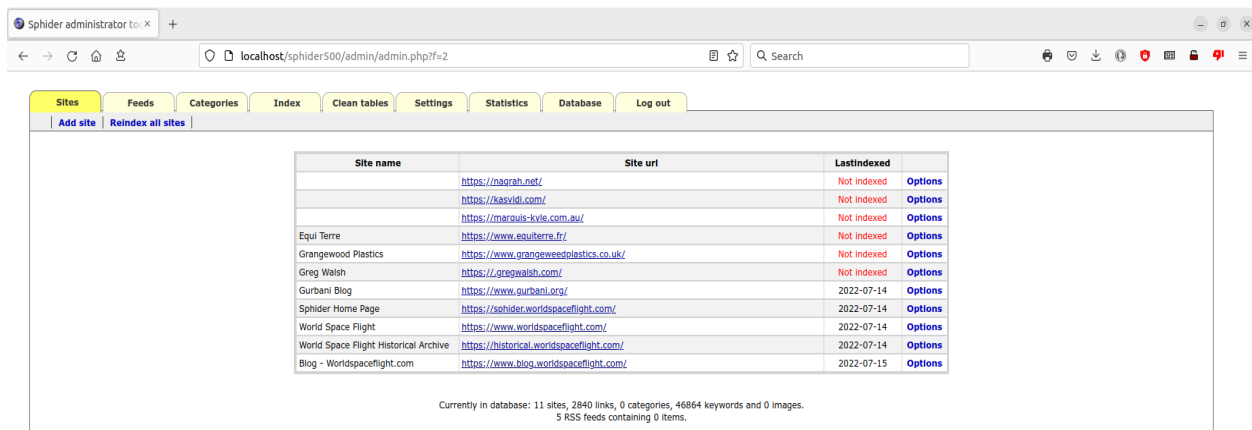 Sphider administrator too
localhost/sphider500/admin/admin.php?f=2
Search
Sites Feeds Categories Index Clean tables Settings Statistics Database Log out
Add site Reindex all sites
Site name Site url Lastindexed
https://naqrah.net/ Not indexed Options
https://kasvidi.com/ Not indexed Options
https://marquis-kyle.com.au/ Not indexed Options
Equi Terre https://www.equiterre.fr/ Not indexed Options
Grangewood Plastics https://www.grangeweedplastics.co.uk/ Not indexed Options
Greg Walsh https://.gregwalsh.com/ Not indexed Options
Gurbani Blog https://www.gurbani.org/ 2022-07-14 Options
Sphider Home Page https://sphider.worldspaceflight.com/ 2022-07-14 Options
World Space Flight https://www.worldspaceflight.com/ 2022-07-14 Options
World Space Flight Historical Archive https://historical.worldspaceflight.com/ 2022-07-14 Options
Blog - Worldspaceflight.com https://www.blog.worldspaceflight.com/ 2022-07-15 Options
Currently in database: 11 sites, 2840 links, 0 categories, 46864 keywords and 0 images.
5 RSS feeds containing 0 items.